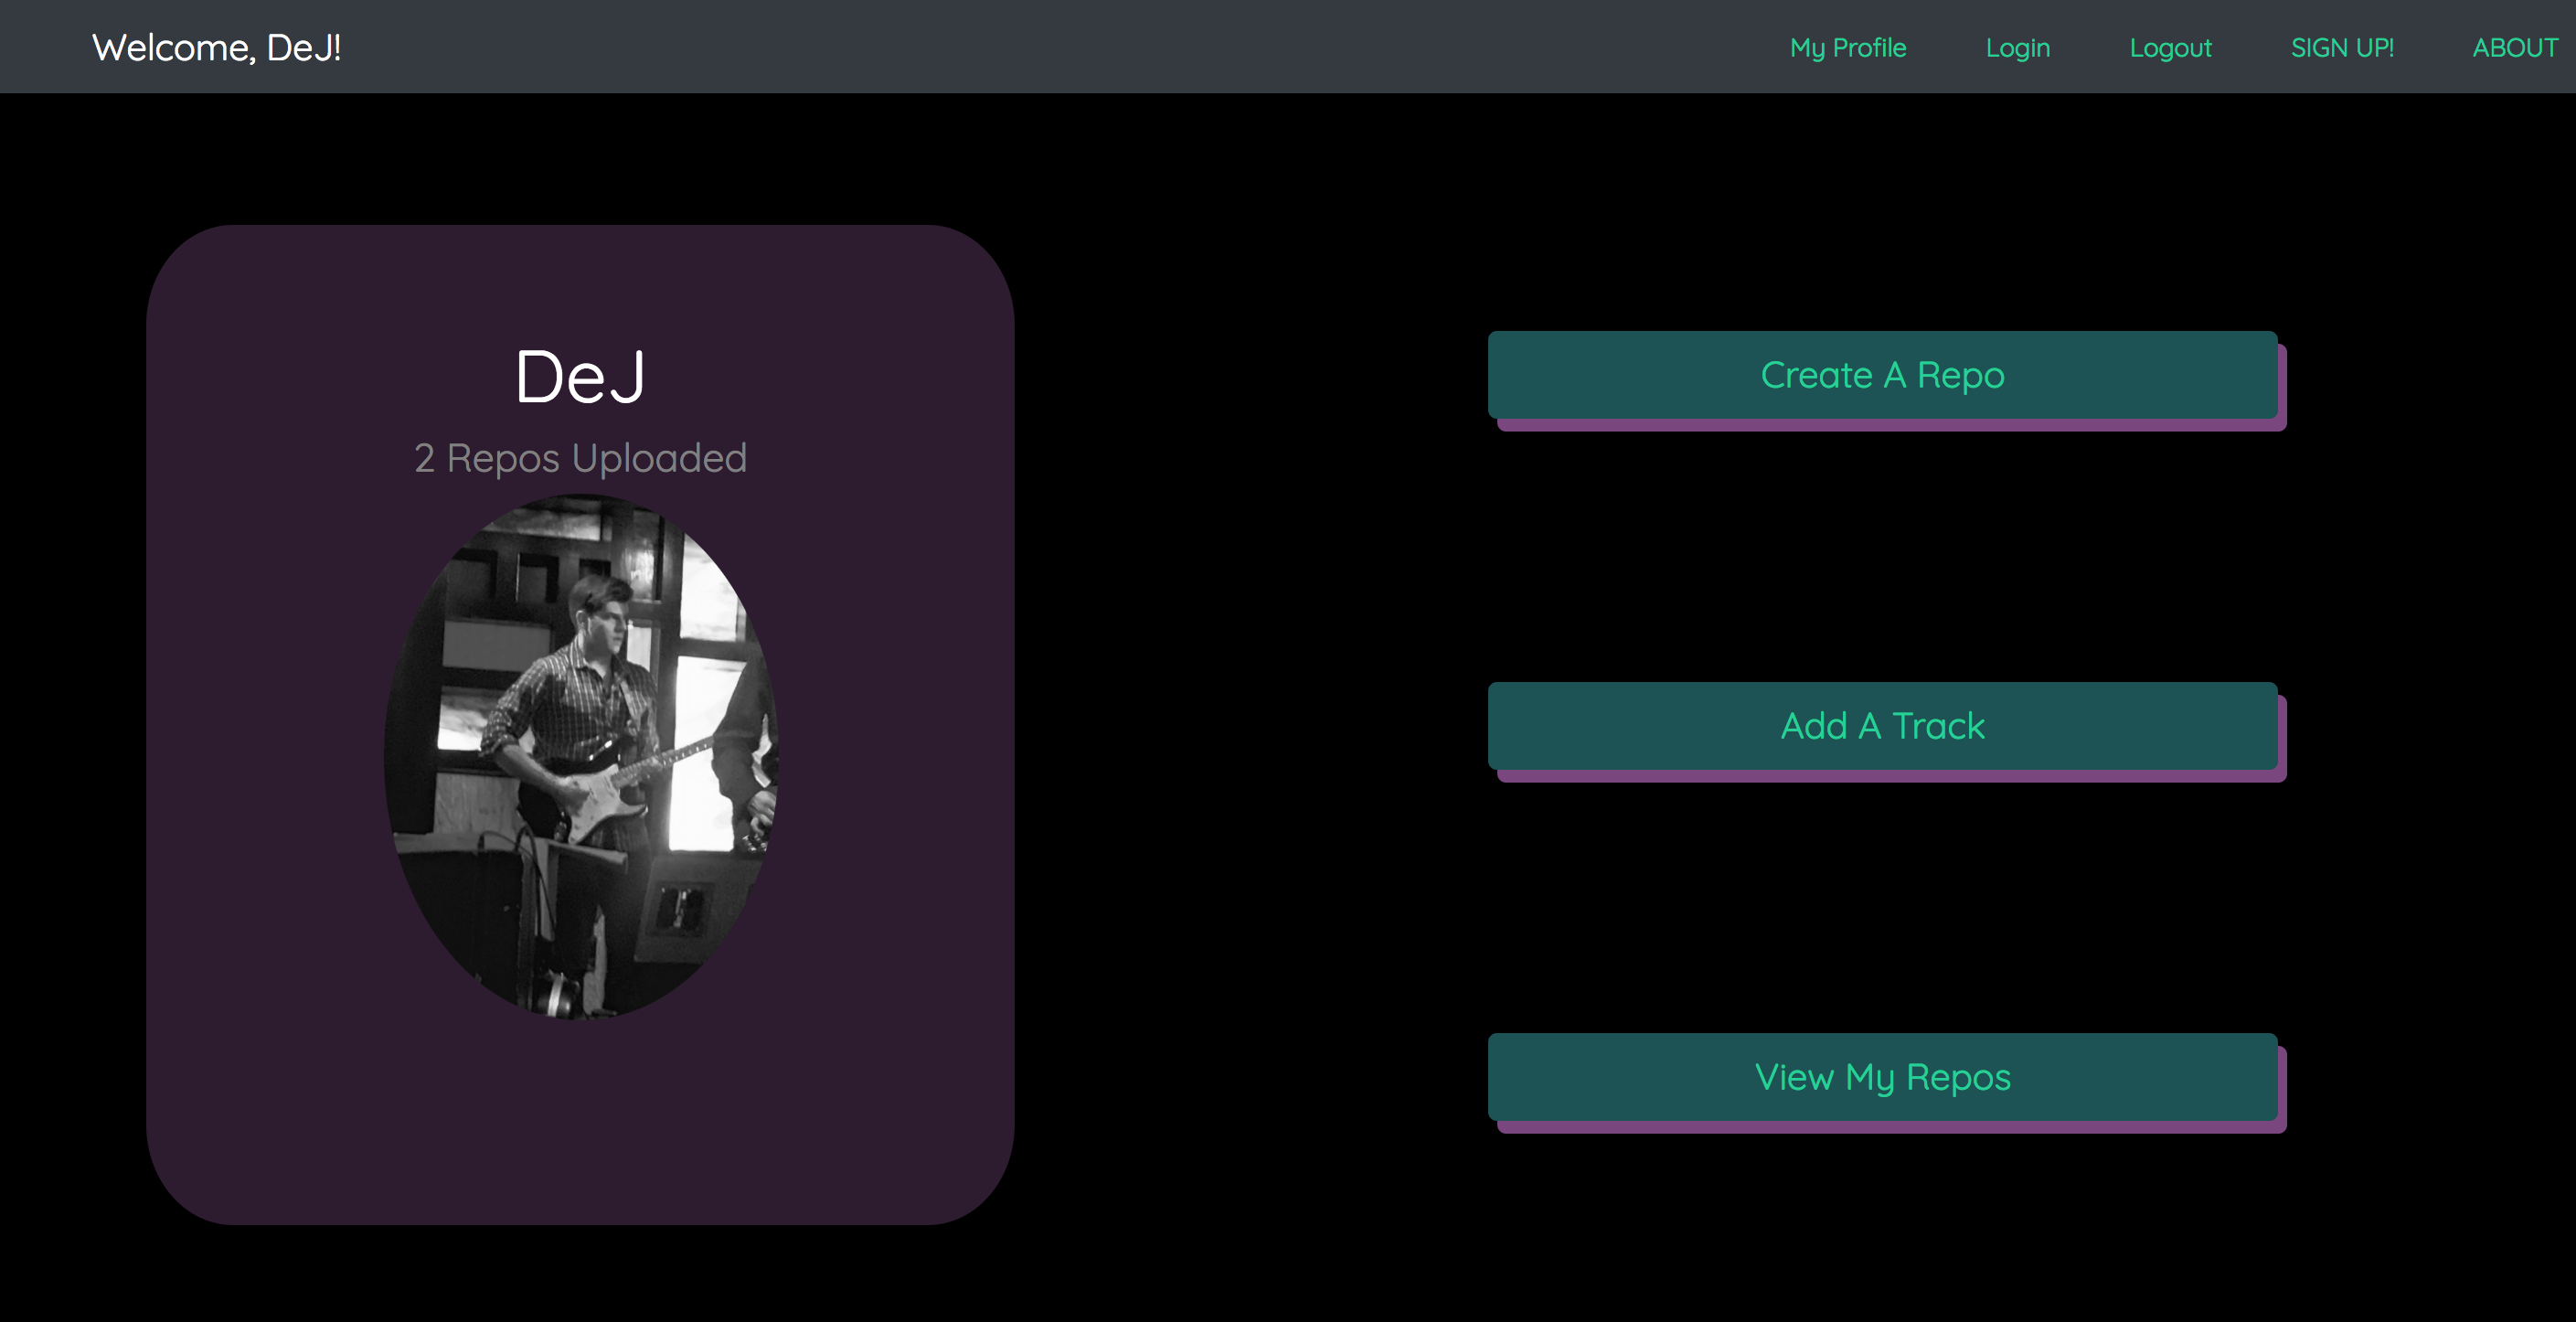 Welcome, DeJ!
My Profile Login Logout SIGN UP! ABOUT
DeJ
2 Repos Uploaded
Create A Repo
Add A Track
View My Repos